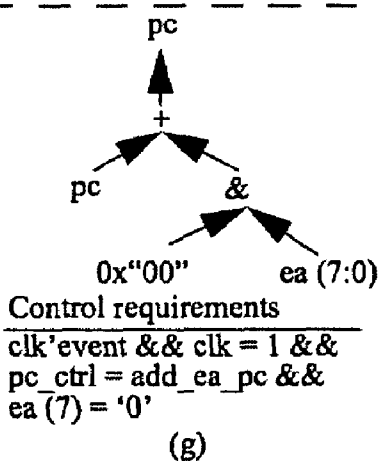 pc
+
pc &
0x“00” ea (7:0)
Control requirements
clk’event && clk = 1 &&
pc_ctrl = add_ea_pc &&
ea (7) = ‘0’
(g)